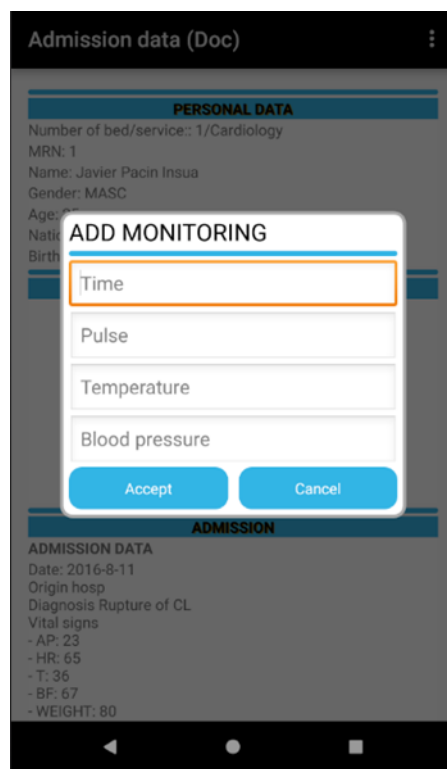 Admission data (Doc)
PERSONAL DATA
Number of bed/service:: 1/Cardiology
MRN: 1
Name: Javier Pacin Insua
Gender: MASC
Age:
ADD MONITORING
Time
Pulse
Temperature
Blood pressure
Accept Cancel
ADMISSION
ADMISSION DATA
Date: 2016-8-11
Origin hosp
Diagnosis Rupture of CL
Vital signs
- AP: 23
- HR: 65
- T: 36
- BF: 67
- WEIGHT: 80